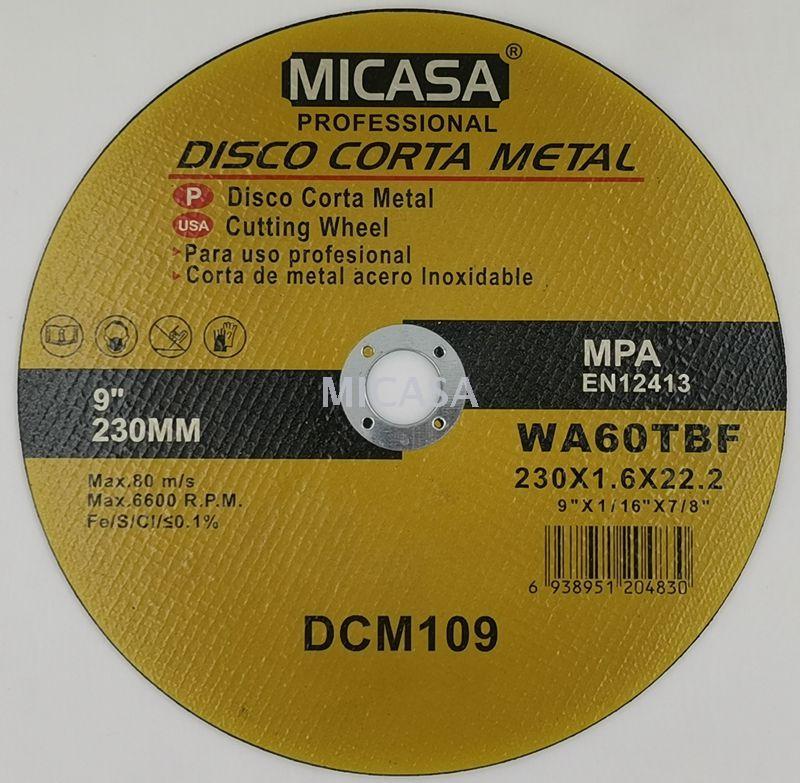 MICASA®
PROFESSIONAL
DISCO CORTA METAL
P Disco Corta Metal
USA Cutting Wheel
Para uso profesional
Corta de metal acero Inoxidable
MPA
EN12413
9"
230MM
MICASA
WA60TBF
230X1.6X22.2
9"X1/16"X7/8"
Max.80 m/s
Max.6600 R.P.M.
Fe/S/Cl/≤0.1%
6 938951 204830
DCM109